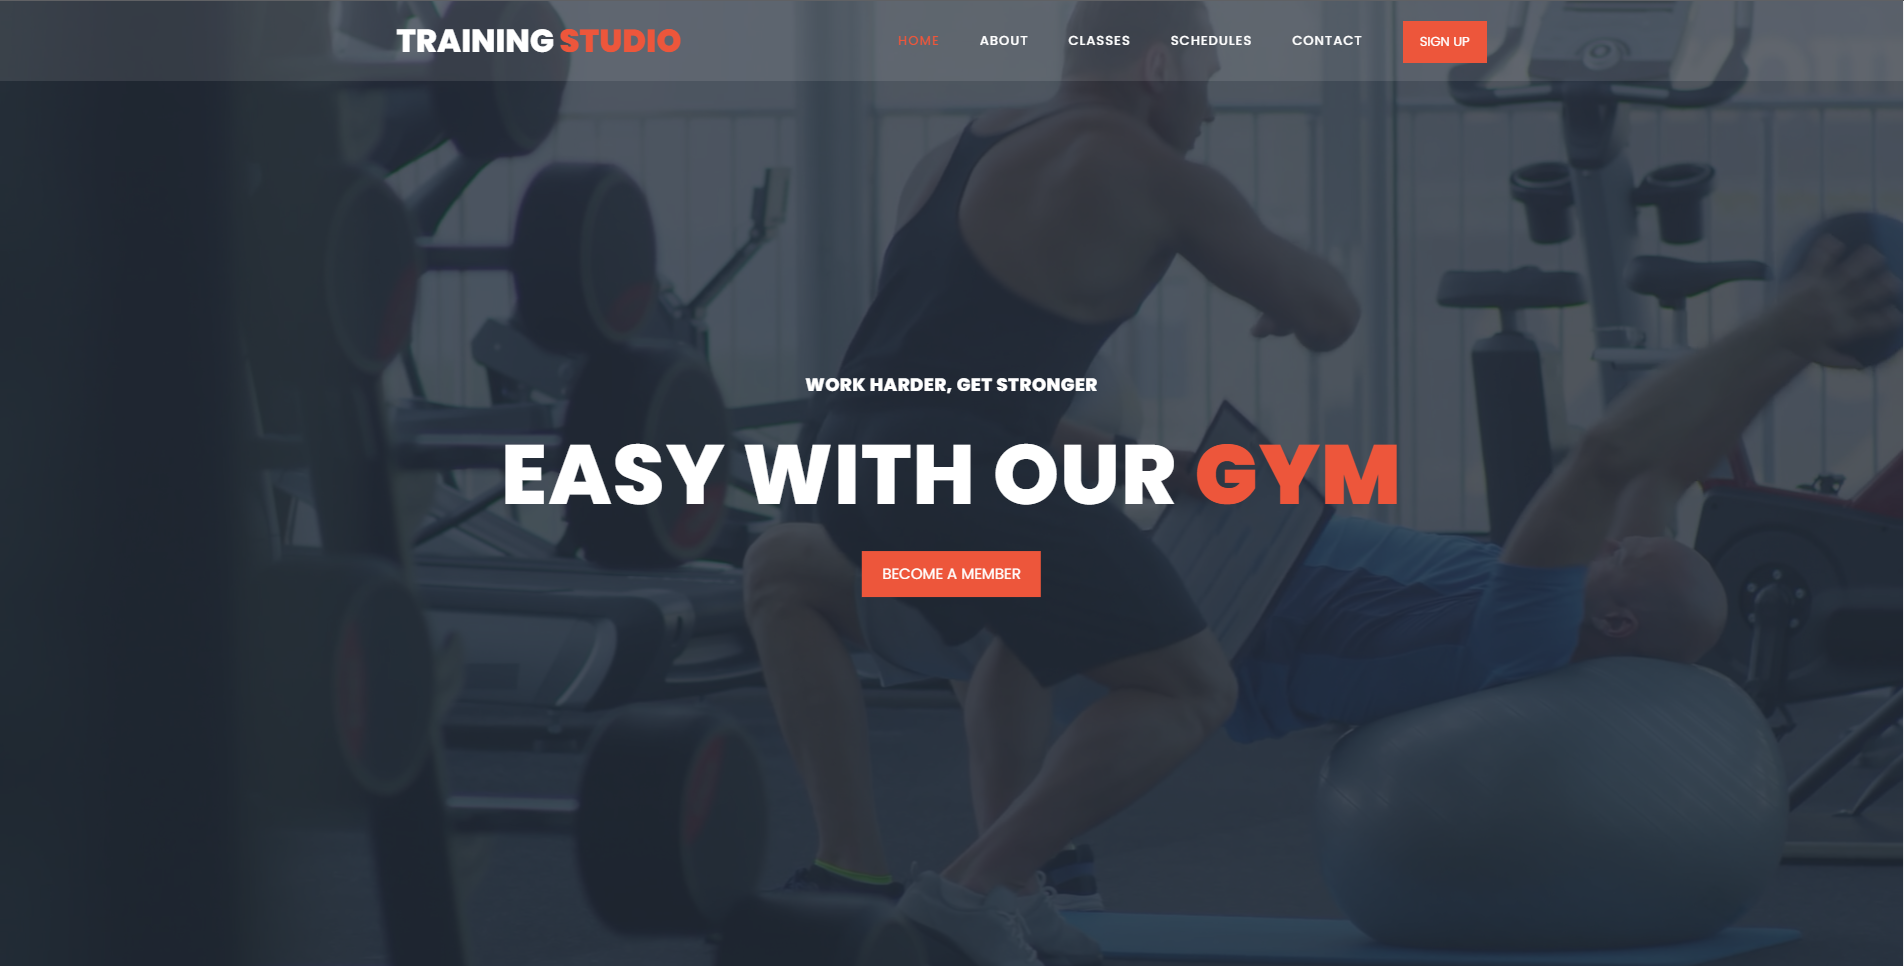 TRAINING STUDIO
HOME ABOUT CLASSES SCHEDULES CONTACT SIGN UP
WORK HARDER, GET STRONGER
EASY WITH OUR GYM
BECOME A MEMBER